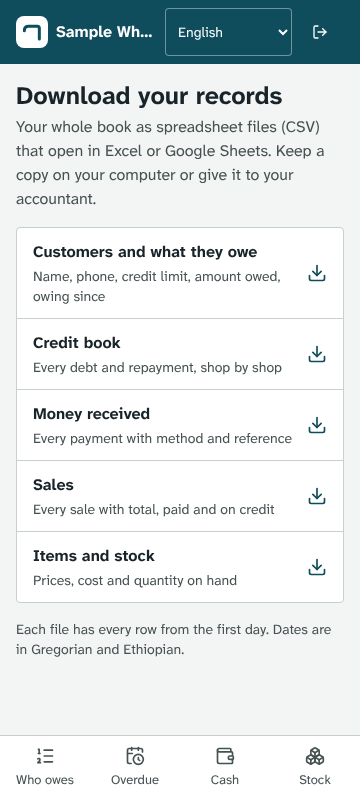 Sample Wh...
English
Download your records
Your whole book as spreadsheet files (CSV)
that open in Excel or Google Sheets. Keep a
copy on your computer or give it to your
accountant.
Customers and what they owe
Name, phone, credit limit, amount owed,
owing since
Credit book
Every debt and repayment, shop by shop
Money received
Every payment with method and reference
Sales
Every sale with total, paid and on credit
Items and stock
Prices, cost and quantity on hand
Each file has every row from the first day. Dates are
in Gregorian and Ethiopian.
Who owes
Overdue
Cash
Stock